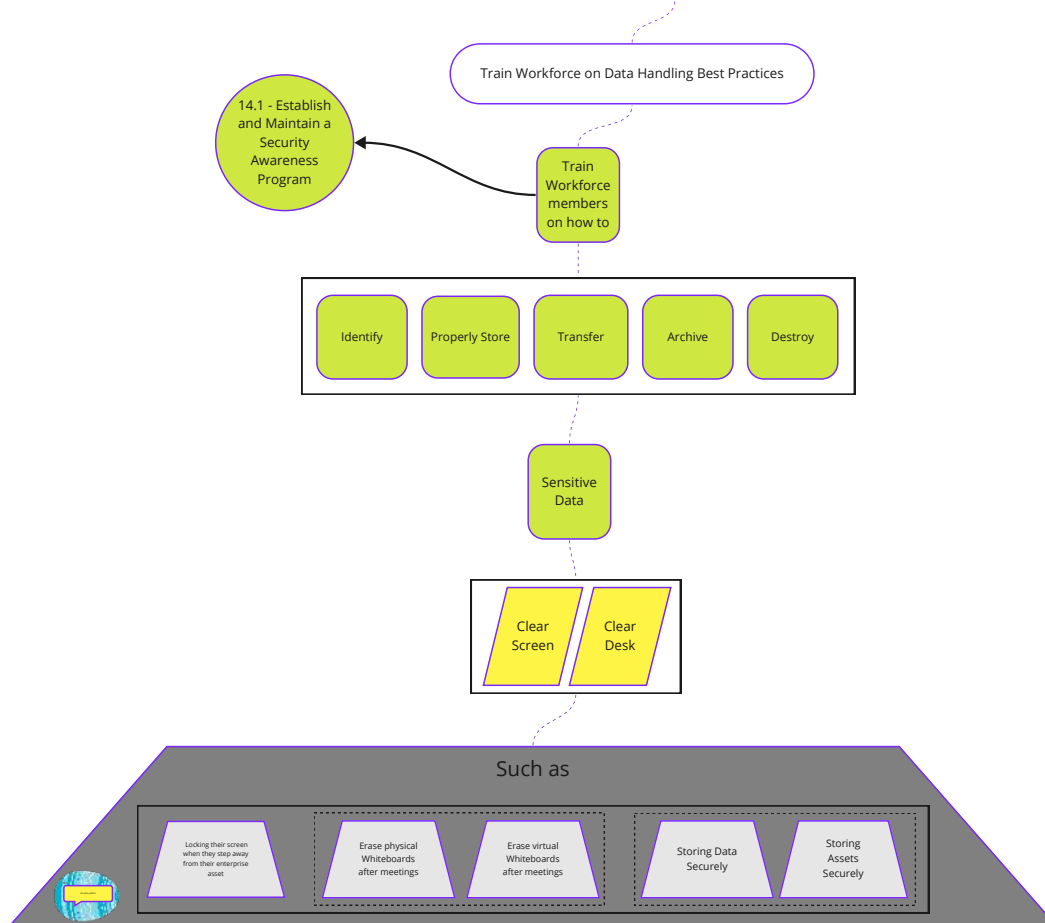 Train Workforce on Data Handling Best Practices
14.1 - Establish
and Maintain a
Security
Awareness
Program
Train
Workforce
members
on how to
Identify
Properly Store
Transfer
Archive
Destroy
Sensitive
Data
Clear
Screen
Clear
Desk
Such as
Locking their screen
when they step away
from their enterprise
asset
Erase physical
Whiteboards
after meetings
Erase virtual
Whiteboards
after meetings
Storing Data
Securely
Storing
Assets
Securely